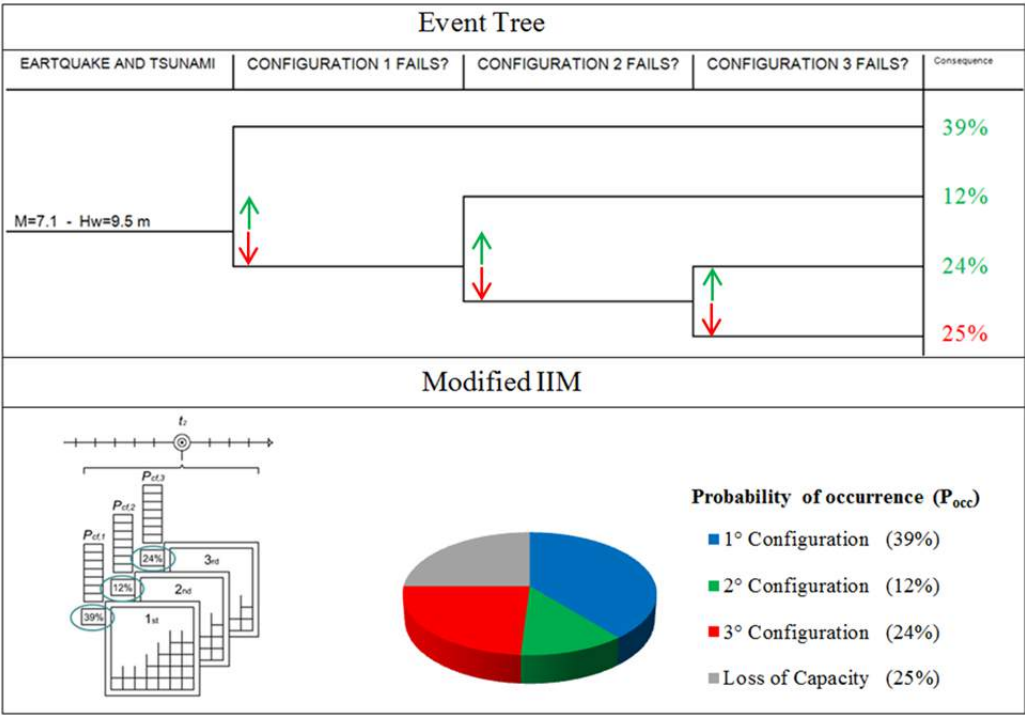 Event Tree
EARTQUAKE AND TSUNAMI
CONFIGURATION 1 FAILS?
CONFIGURATION 2 FAILS?
CONFIGURATION 3 FAILS?
Consequence
39%
12%
M=7.1 - Hw=9.5 m
24%
25%
Modified IIM
t₂
Pcf,3
Pcf,2
Pcf,1
24%
3rd
12%
2nd
39%
1st
Probability of occurrence (Pocc)
1° Configuration (39%)
2° Configuration (12%)
3° Configuration (24%)
Loss of Capacity (25%)